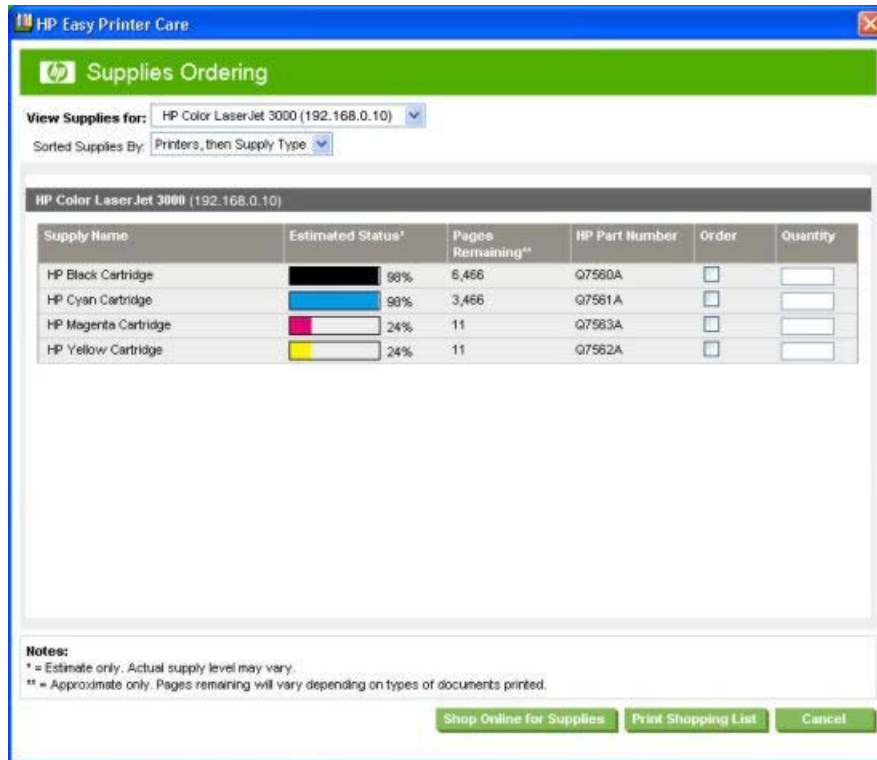 HP Easy Printer Care
hp Supplies Ordering
View Supplies for: HP Color LaserJet 3000 (192.168.0.10)
Sorted Supplies By: Printers, then Supply Type
HP Color LaserJet 3000 (192.168.0.10)
Supply Name Estimated Status* Pages Remaining** HP Part Number Order Quantity
HP Black Cartridge 98% 6,466 Q7560A
HP Cyan Cartridge 98% 3,466 Q7561A
HP Magenta Cartridge 24% 11 Q7563A
HP Yellow Cartridge 24% 11 Q7562A
Notes:
* = Estimate only. Actual supply level may vary.
** = Approximate only. Pages remaining will vary depending on types of documents printed.
Shop Online for Supplies Print Shopping List Cancel